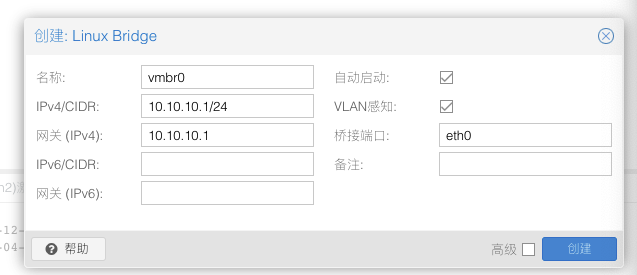 创建: Linux Bridge
名称: vmbr0 自动启动:
IPv4/CIDR: 10.10.10.1/24 VLAN感知:
网关 (IPv4): 10.10.10.1 桥接端口: eth0
IPv6/CIDR: 备注:
网关 (IPv6):
-12-
-04-
帮助 高级 创建